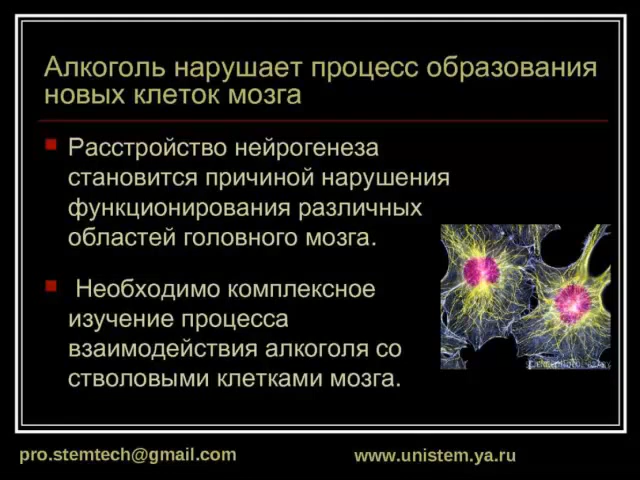 Алкоголь нарушает процесс образования
новых клеток мозга
Расстройство нейрогенеза
становится причиной нарушения
функционирования различных
областей головного мозга.
Необходимо комплексное
изучение процесса
взаимодействия алкоголя со
стволовыми клетками мозга.
pro.stemtech@gmail.com
www.unistem.ya.ru